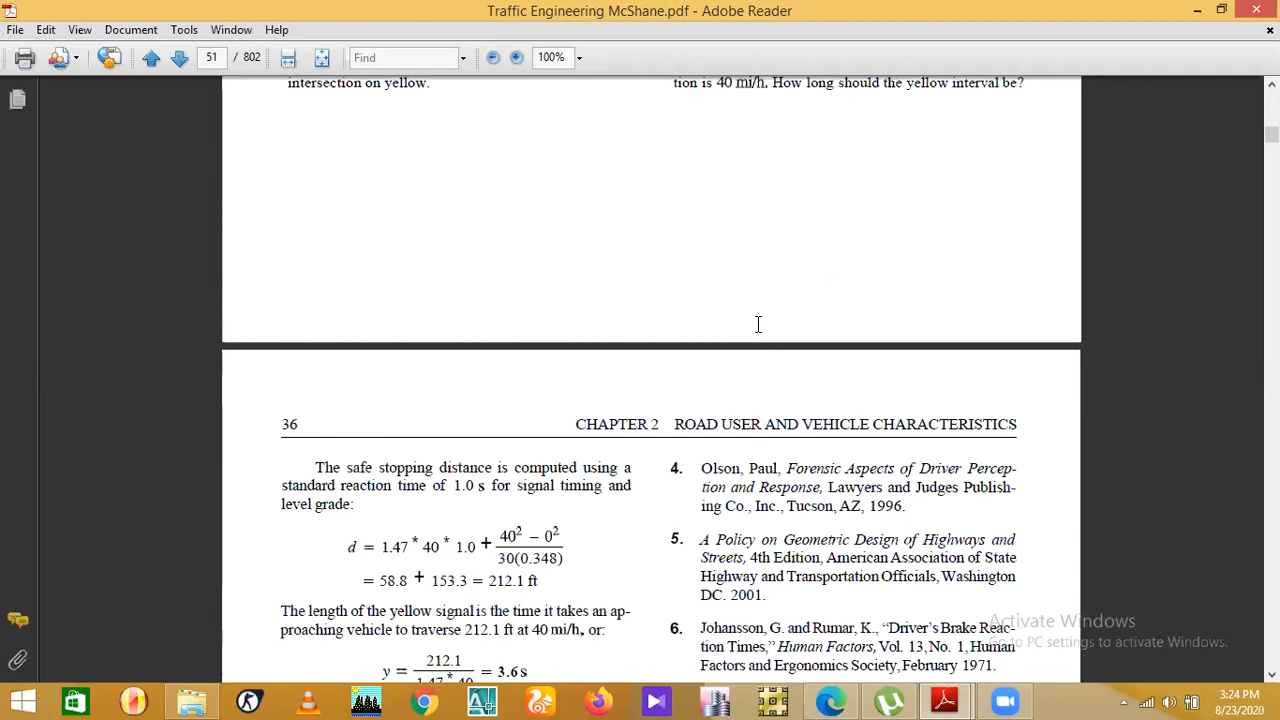 Traffic Engineering McShane.pdf - Adobe Reader
File Edit View Document Tools Window Help
51 / 802 Find 100%
intersection on yellow.
tion is 40 mi/h. How long should the yellow interval be?
36 CHAPTER 2 ROAD USER AND VEHICLE CHARACTERISTICS
The safe stopping distance is computed using a
standard reaction time of 1.0 s for signal timing and
level grade:
d = 1.47 * 40 * 1.0 + 40² − 0² / 30(0.348)
= 58.8 + 153.3 = 212.1 ft
The length of the yellow signal is the time it takes an ap-
proaching vehicle to traverse 212.1 ft at 40 mi/h, or:
y = 212.1 / 1.47 * 40 = 3.6 s
4. Olson, Paul, Forensic Aspects of Driver Percep-
tion and Response, Lawyers and Judges Publish-
ing Co., Inc., Tucson, AZ, 1996.
5. A Policy on Geometric Design of Highways and
Streets, 4th Edition, American Association of State
Highway and Transportation Officials, Washington
DC. 2001.
6. Johansson, G. and Rumar, K., “Driver’s Brake Reac-
tion Times,” Human Factors, Vol. 13, No. 1, Human
Factors and Ergonomics Society, February 1971.
Activate Windows
Go to PC settings to activate Windows.
3:24 PM
8/23/2020